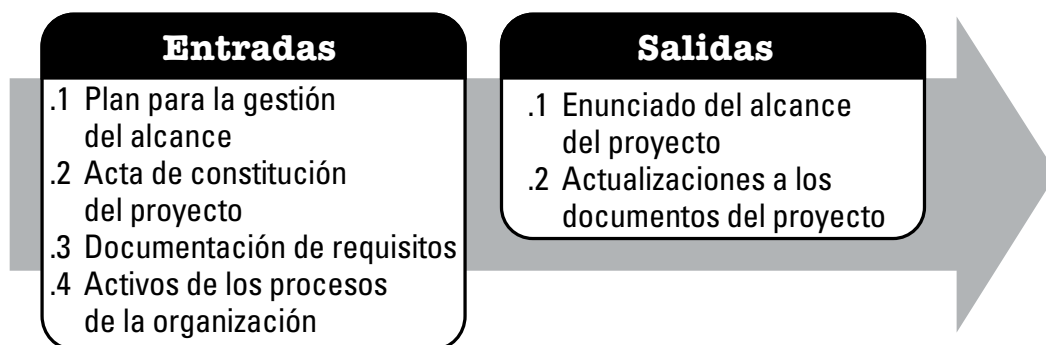 Entradas
.1 Plan para la gestión
del alcance
.2 Acta de constitución
del proyecto
.3 Documentación de requisitos
.4 Activos de los procesos
de la organización
Salidas
.1 Enunciado del alcance
del proyecto
.2 Actualizaciones a los
documentos del proyecto